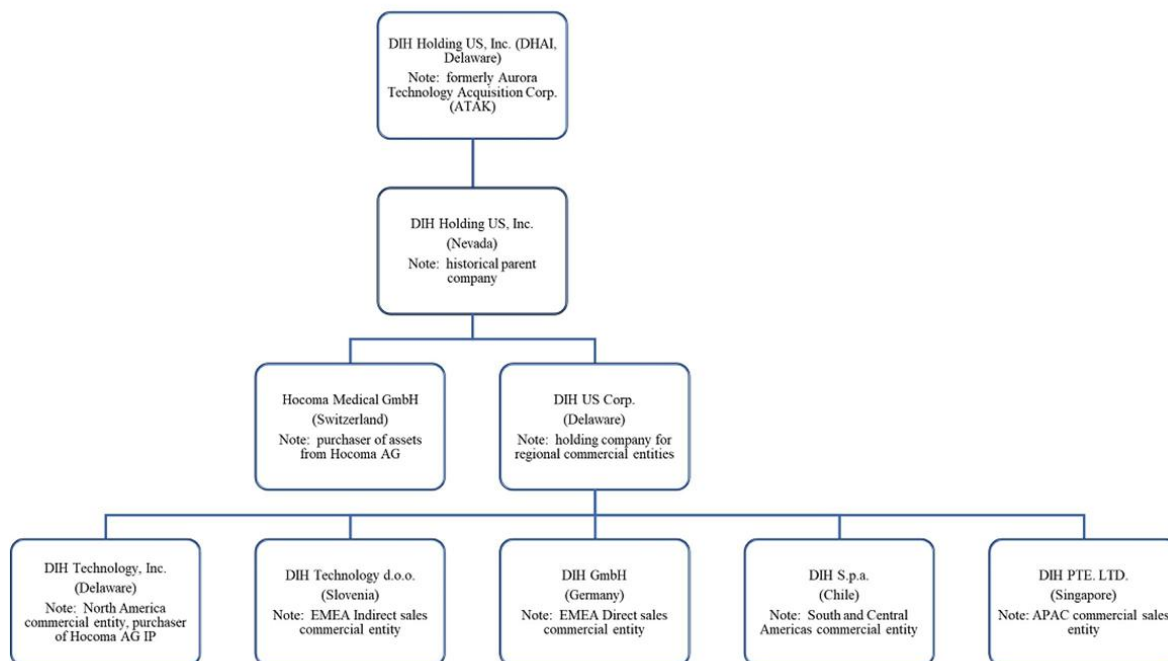 DIH Holding US, Inc. (DHAI,
Delaware)
Note: formerly Aurora
Technology Acquisition Corp.
(ATAK)
DIH Holding US, Inc.
(Nevada)
Note: historical parent
company
Hocoma Medical GmbH
(Switzerland)
Note: purchaser of assets
from Hocoma AG
DIH US Corp.
(Delaware)
Note: holding company for
regional commercial entities
DIH Technology, Inc.
(Delaware)
Note: North America
commercial entity, purchaser
of Hocoma AG IP
DIH Technology d.o.o.
(Slovenia)
Note: EMEA Indirect sales
commercial entity
DIH GmbH
(Germany)
Note: EMEA Direct sales
commercial entity
DIH S.p.a.
(Chile)
Note: South and Central
Americas commercial entity
DIH PTE. LTD.
(Singapore)
Note: APAC commercial sales
entity